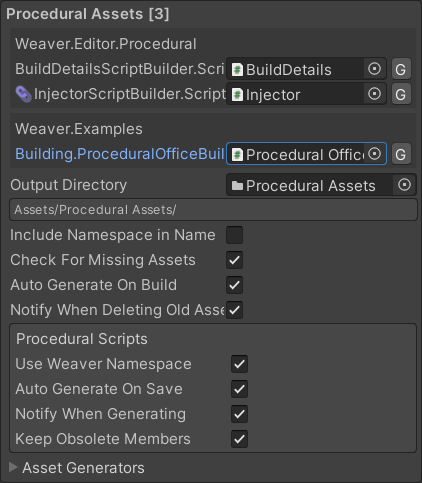 Procedural Assets [3]
Weaver.Editor.Procedural
BuildDetailsScriptBuilder.Scri BuildDetails G
InjectorScriptBuilder.Script Injector G
Weaver.Examples
Building.ProceduralOfficeBuil Procedural Office G
Output Directory Procedural Assets
Assets/Procedural Assets/
Include Namespace in Name
Check For Missing Assets
Auto Generate On Build
Notify When Deleting Old Asse
Procedural Scripts
Use Weaver Namespace
Auto Generate On Save
Notify When Generating
Keep Obsolete Members
Asset Generators